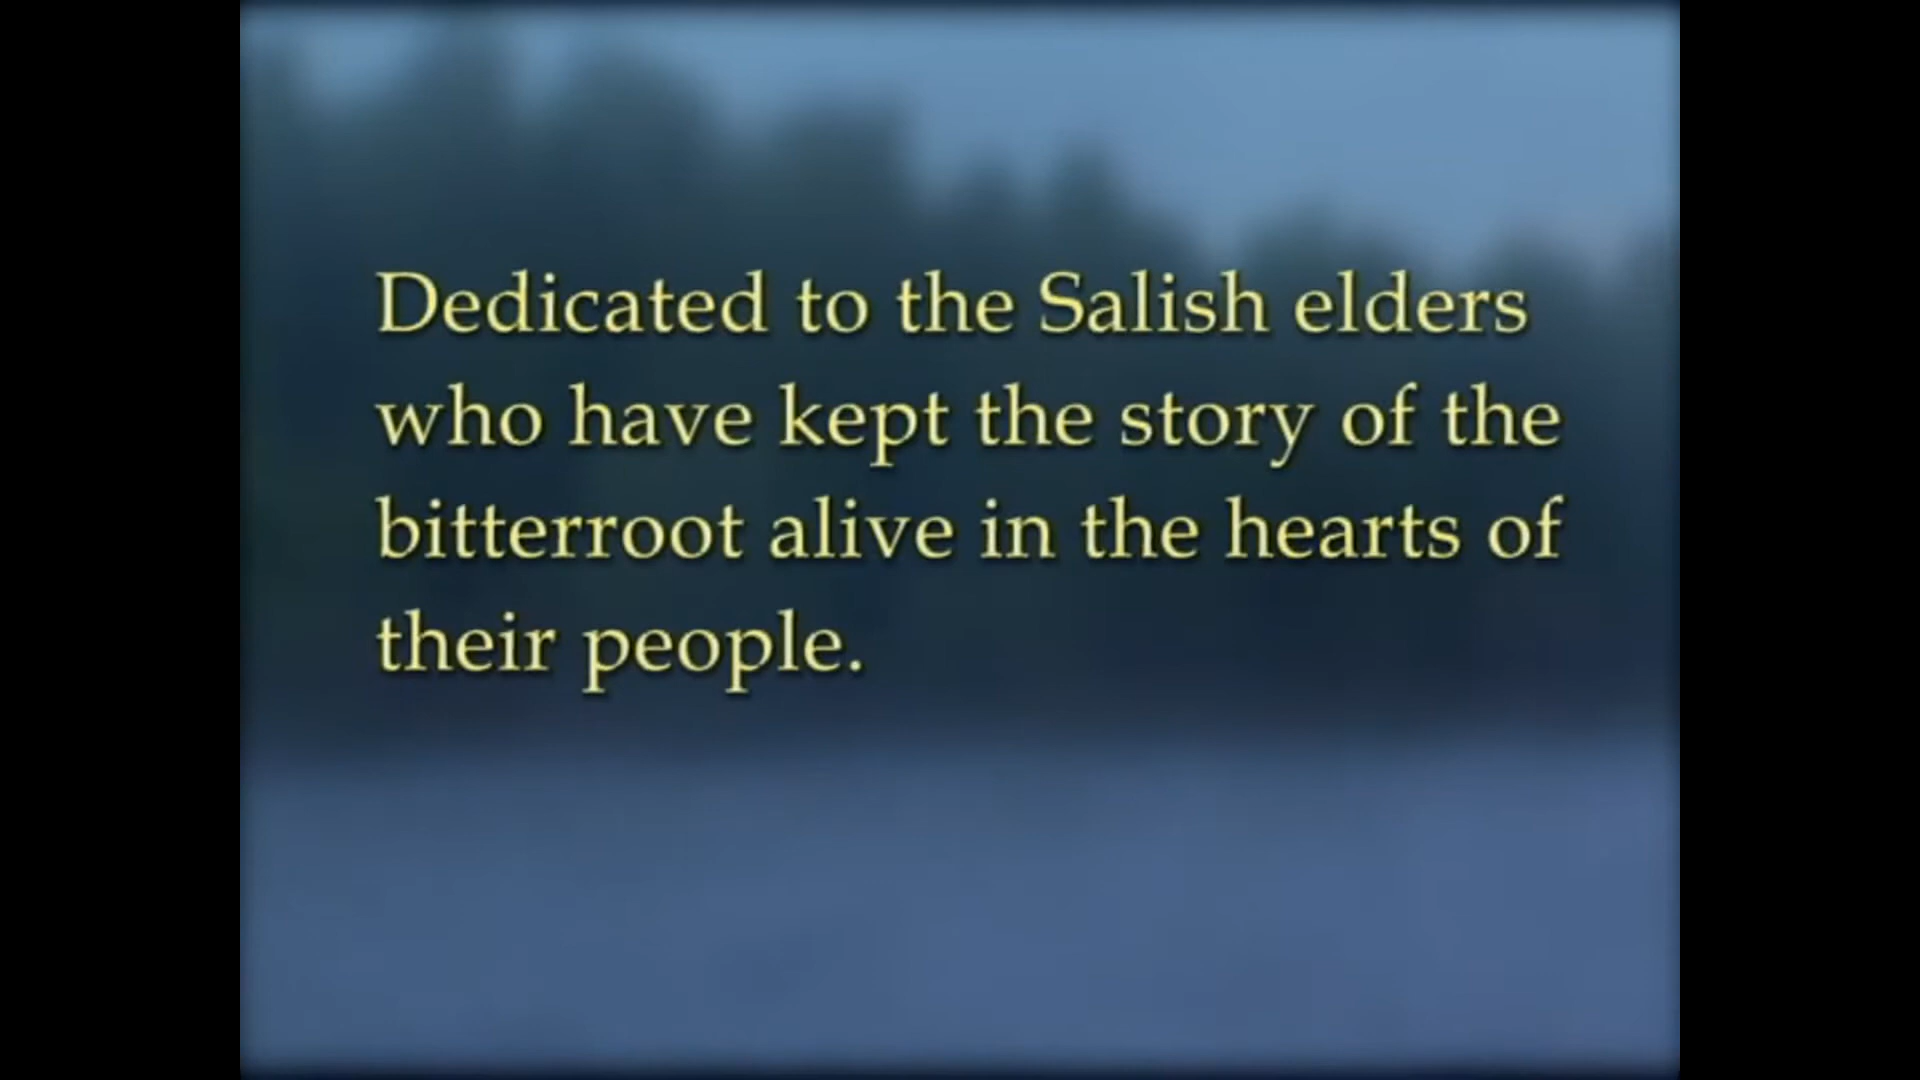 Dedicated to the Salish elders
who have kept the story of the
bitterroot alive in the hearts of
their people.